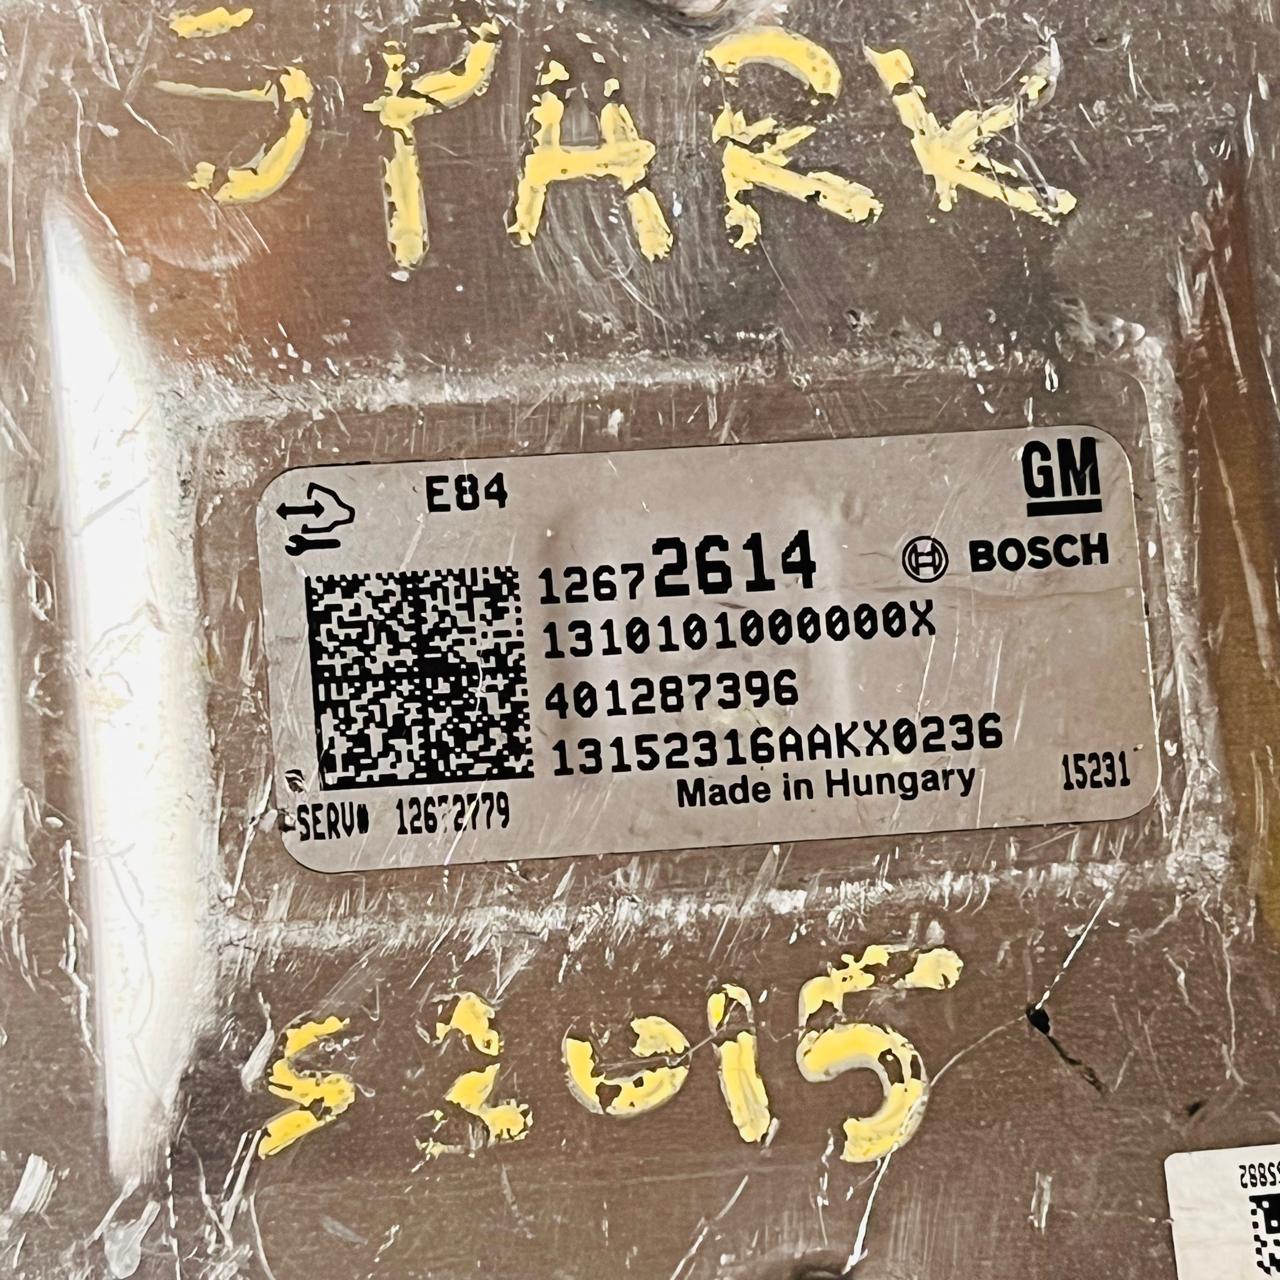 SPARK
E84
GM
12672614
BOSCH
1310101000000X
401287396
13152316AAKX0236
Made in Hungary
15231
SERV# 12672779
S2015